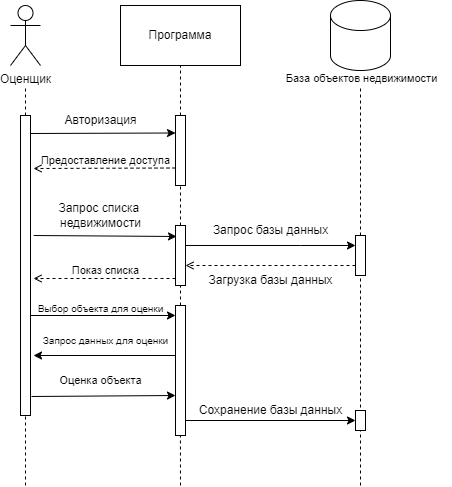 Программа
Оценщик
База объектов недвижимости
Авторизация
Предоставление доступа
Запрос списка
недвижимости
Запрос базы данных
Показ списка
Загрузка базы данных
Выбор объекта для оценки
Запрос данных для оценки
Оценка объекта
Сохранение базы данных